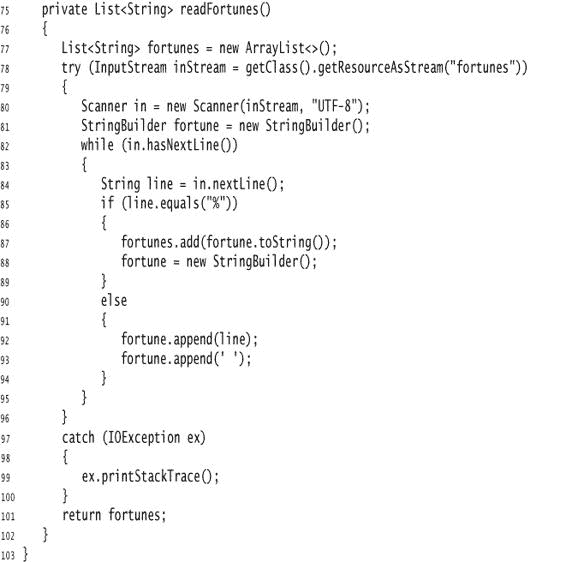 75    private List<String> readFortunes()
76    {
77       List<String> fortunes = new ArrayList<>();
78       try (InputStream inStream = getClass().getResourceAsStream("fortunes"))
79       {
80          Scanner in = new Scanner(inStream, "UTF-8");
81          StringBuilder fortune = new StringBuilder();
82          while (in.hasNextLine())
83          {
84             String line = in.nextLine();
85             if (line.equals("%"))
86             {
87                fortunes.add(fortune.toString());
88                fortune = new StringBuilder();
89             }
90             else
91             {
92                fortune.append(line);
93                fortune.append(' ');
94             }
95          }
96       }
97       catch (IOException ex)
98       {
99          ex.printStackTrace();
100       }
101       return fortunes;
102    }
103 }